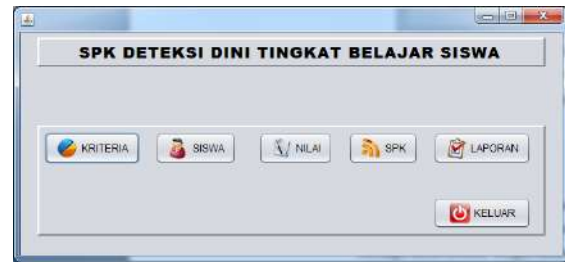 SPK DETEKSI DINI TINGKAT BELAJAR SISWA
KRITERIA SISWA NILAI SPK LAPORAN
KELUAR